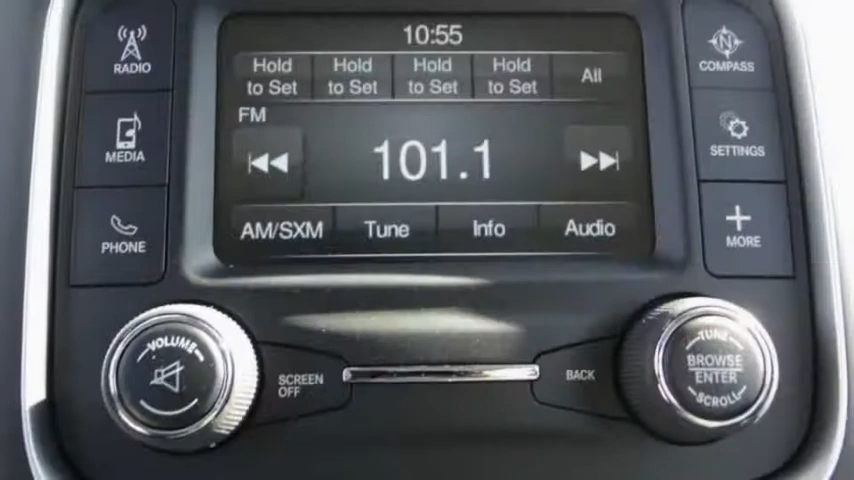 10:55
RADIO
COMPASS
N
Hold to Set Hold to Set Hold to Set Hold to Set All
FM
MEDIA
SETTINGS
101.1
PHONE
MORE
AM/SXM Tune Info Audio
VOLUME
SCREEN OFF
BACK
TUNE
BROWSE
ENTER
SCROLL